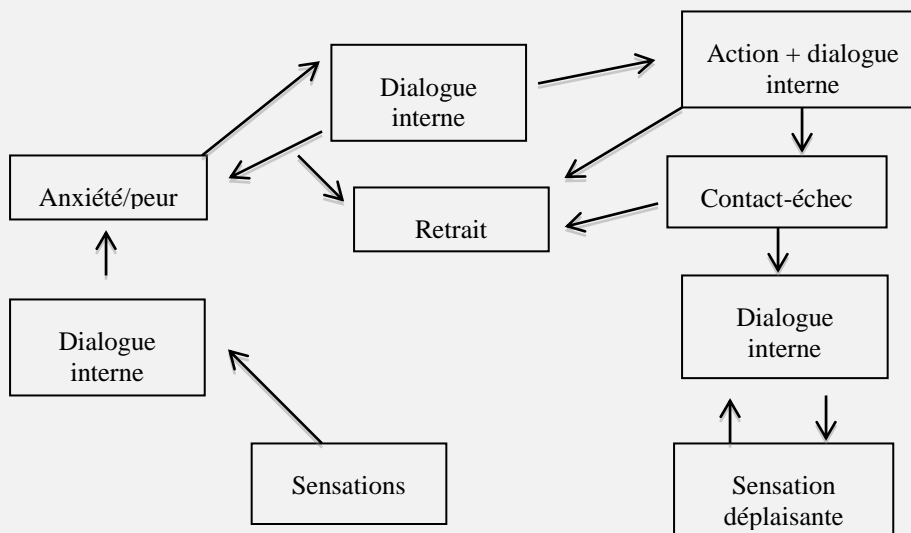 Action + dialogue
interne
Dialogue
interne
Anxiété/peur
Retrait
Contact-échec
Dialogue
interne
Dialogue
interne
Sensations
Sensation
déplaisante